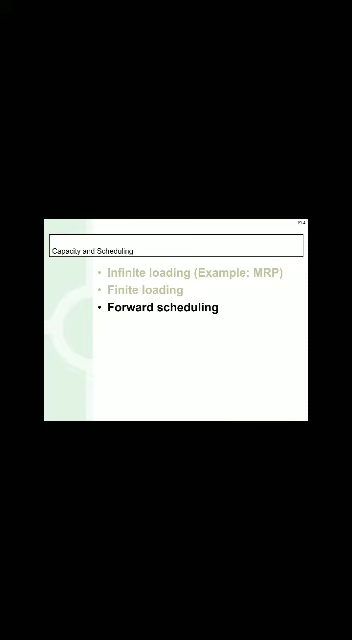 Capacity and Scheduling
• Infinite loading (Example: MRP)
• Finite loading
• Forward scheduling